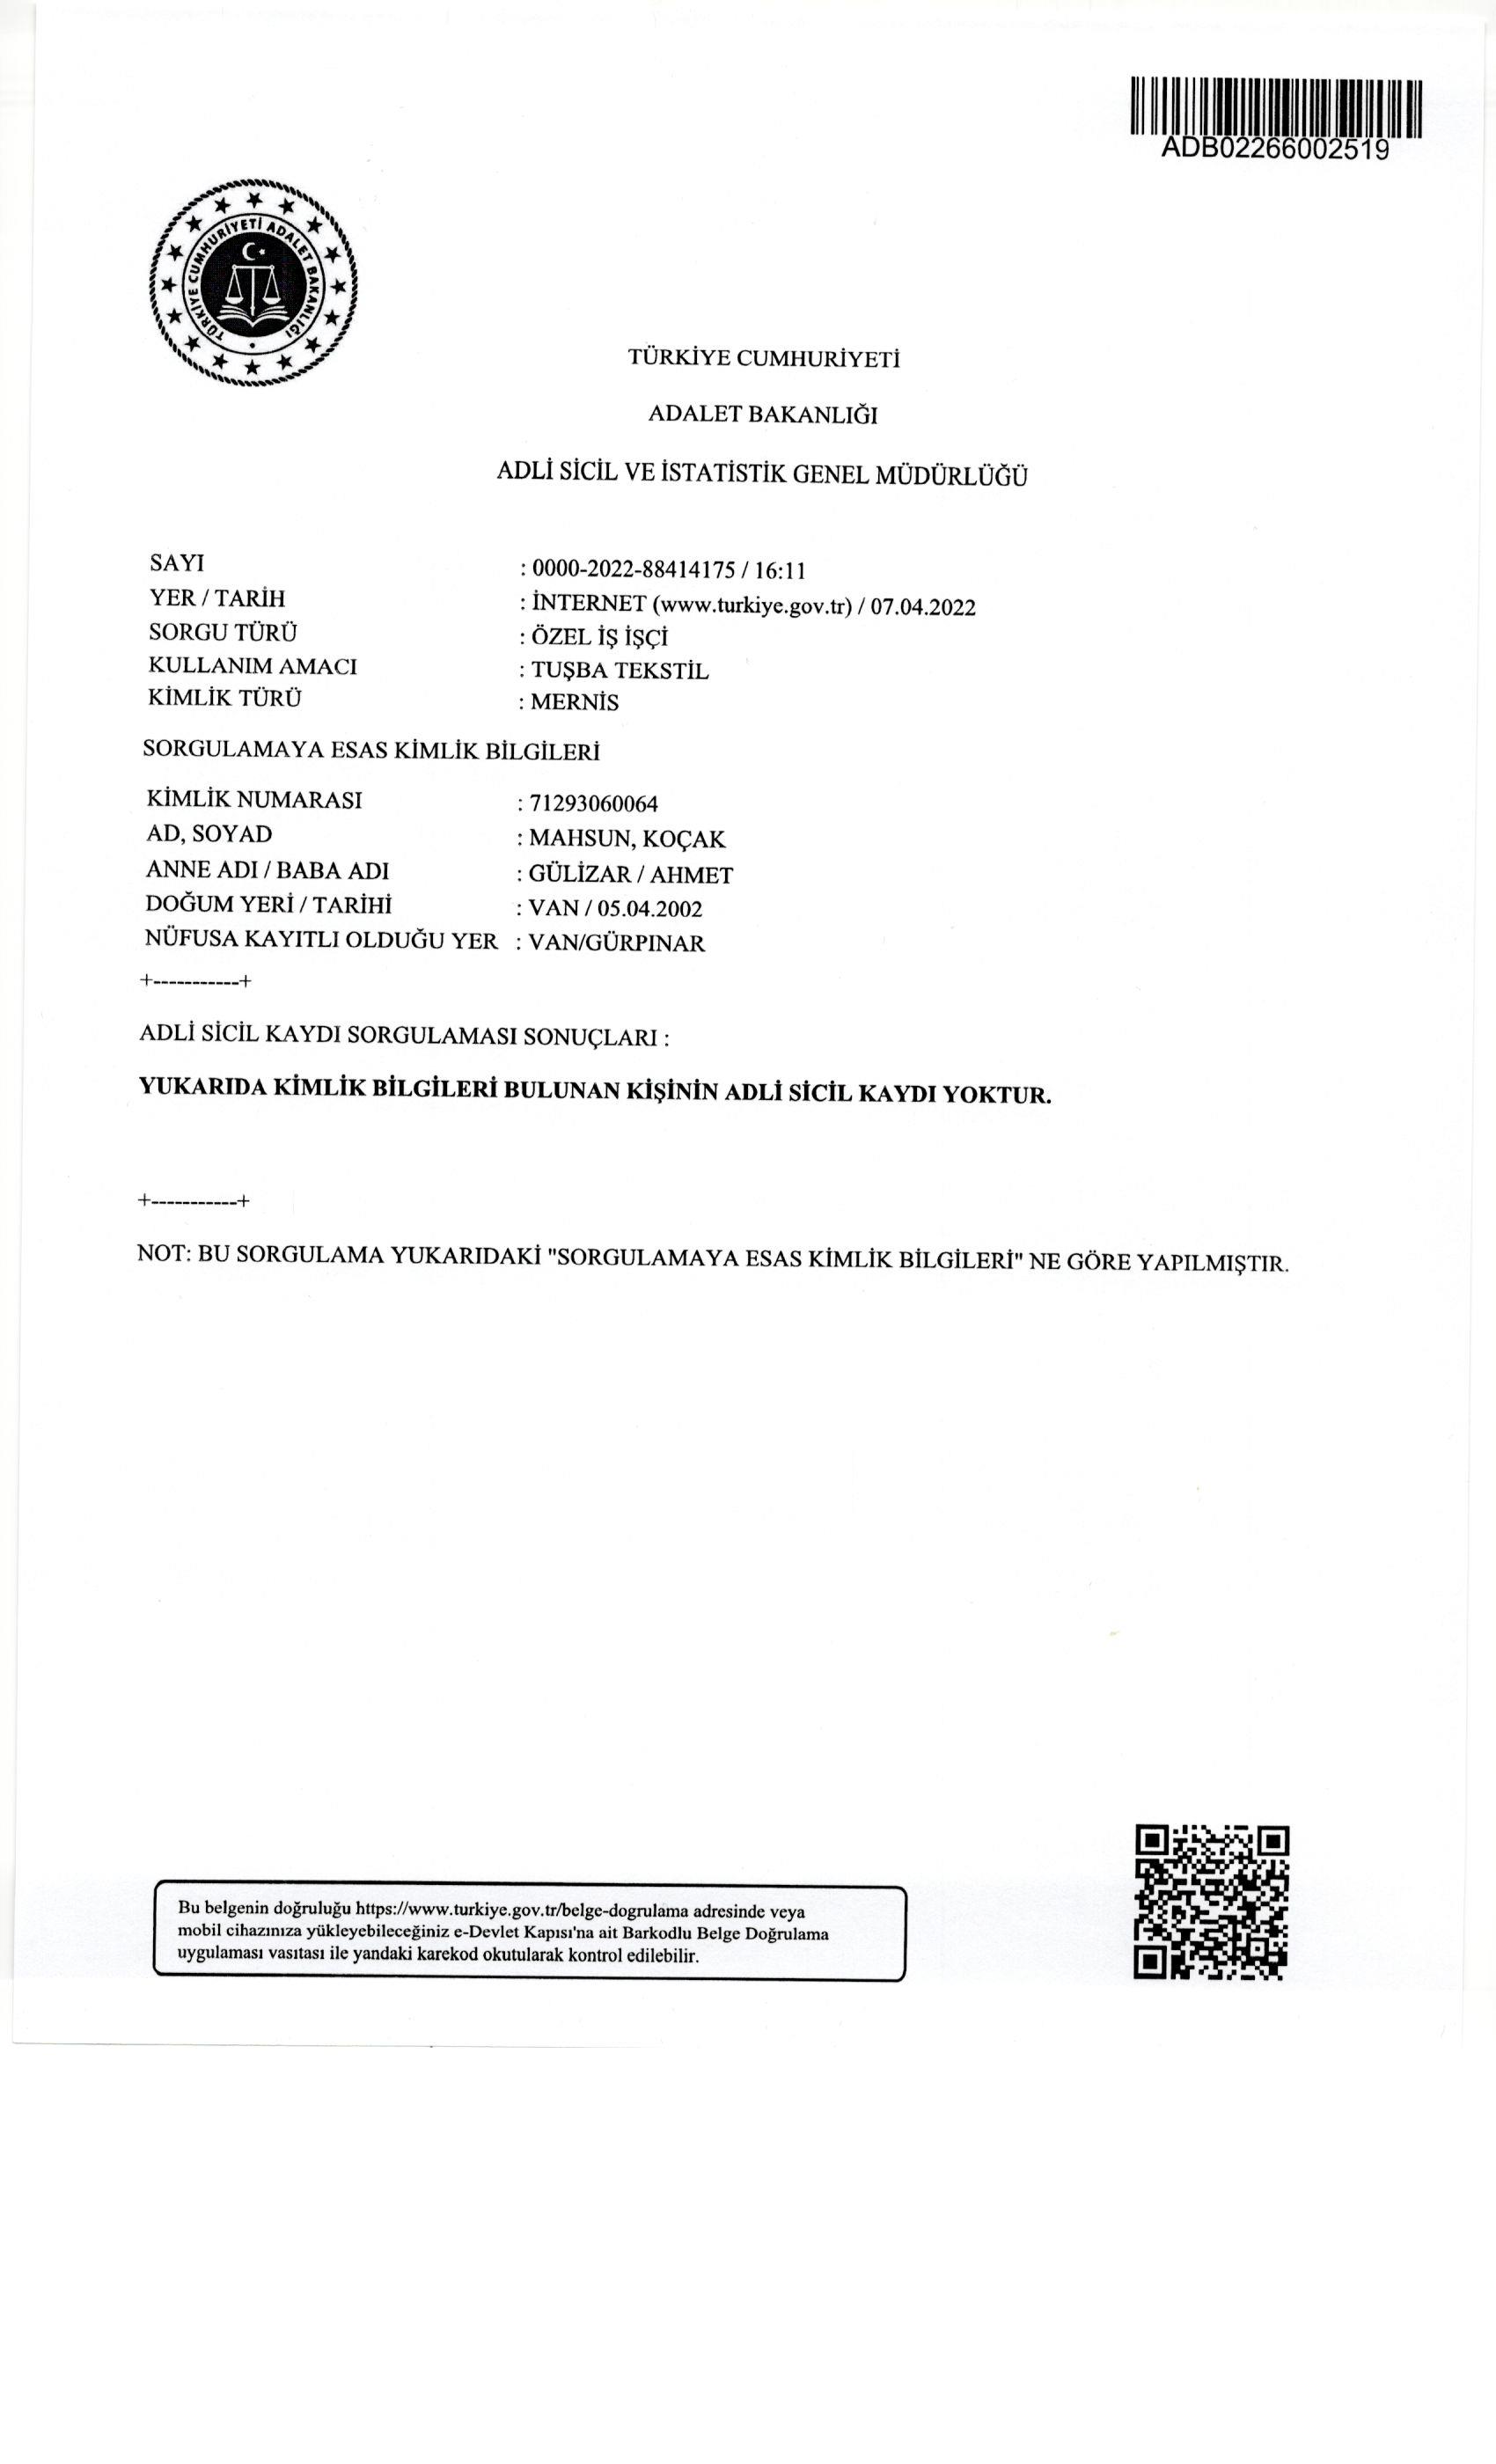 ADB02266002519
TÜRKİYE CUMHURİYETİ ADALET BAKANLIĞI
TÜRKİYE CUMHURİYETİ
ADALET BAKANLIĞI
ADLİ SİCİL VE İSTATİSTİK GENEL MÜDÜRLÜĞÜ
SAYI : 0000-2022-88414175 / 16:11
YER / TARİH : İNTERNET (www.turkiye.gov.tr) / 07.04.2022
SORGU TÜRÜ : ÖZEL İŞ İŞÇİ
KULLANIM AMACI : TUŞBA TEKSTİL
KİMLİK TÜRÜ : MERNİS
SORGULAMAYA ESAS KİMLİK BİLGİLERİ
KİMLİK NUMARASI : 71293060064
AD, SOYAD : MAHSUN, KOÇAK
ANNE ADI / BABA ADI : GÜLİZAR / AHMET
DOĞUM YERİ / TARİHİ : VAN / 05.04.2002
NÜFUSA KAYITLI OLDUĞU YER : VAN/GÜRPINAR
+-----------+
ADLİ SİCİL KAYDI SORGULAMASI SONUÇLARI :
YUKARIDA KİMLİK BİLGİLERİ BULUNAN KİŞİNİN ADLİ SİCİL KAYDI YOKTUR.
+-----------+
NOT: BU SORGULAMA YUKARIDAKİ "SORGULAMAYA ESAS KİMLİK BİLGİLERİ" NE GÖRE YAPILMIŞTIR.
Bu belgenin doğruluğu https://www.turkiye.gov.tr/belge-dogrulama adresinde veya
mobil cihazınıza yükleyebileceğiniz e-Devlet Kapısı'na ait Barkodlu Belge Doğrulama
uygulaması vasıtası ile yandaki karekod okutularak kontrol edilebilir.